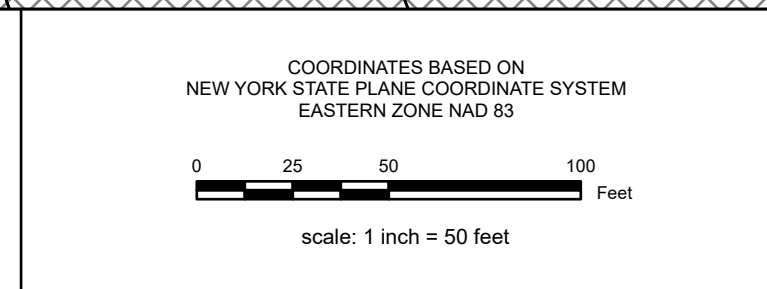 COORDINATES BASED ON
NEW YORK STATE PLANE COORDINATE SYSTEM
EASTERN ZONE NAD 83
0 25 50 100
Feet
scale: 1 inch = 50 feet